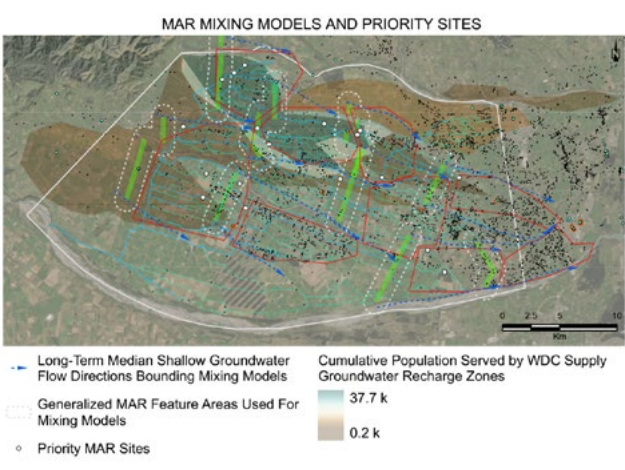 MAR MIXING MODELS AND PRIORITY SITES
0 2.5 5 10
Km
Long-Term Median Shallow Groundwater
Flow Directions Bounding Mixing Models
Generalized MAR Feature Areas Used For
Mixing Models
Priority MAR Sites
Cumulative Population Served by WDC Supply
Groundwater Recharge Zones
37.7 k
0.2 k